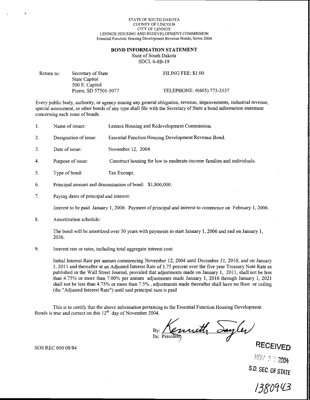 STATE OF SOUTH DAKOTA
COUNTY OF LINCOLN
CITY OF LENNOX
LENNOX HOUSING AND REDEVELOPMENT COMMISSION
Essential Function Housing Development Revenue Bonds, Series 2004
BOND INFORMATION STATEMENT
State of South Dakota
SDCL 6-8B-19
Return to: Secretary of State FILING FEE: $1.00
State Capitol
500 E. Capitol
Pierre, SD 57501-5077 TELEPHONE: (605) 773-3537
Every public body, authority, or agency issuing any general obligation, revenue, improvements, industrial revenue,
special assessment, or other bonds of any type shall file with the Secretary of State a bond information statement
concerning each issue of bonds.
1. Name of issuer: Lennox Housing and Redevelopment Commission.
2. Designation of issue: Essential Function Housing Development Revenue Bond.
3. Date of issue: November 12, 2004
4. Purpose of issue: Construct housing for low to moderate-income families and individuals.
5. Type of bond: Tax Exempt.
6. Principal amount and denomination of bond: $1,800,000.
7. Paying dates of principal and interest:
Interest to be paid January 1, 2006. Payment of principal and interest to commence on February 1, 2006.
8. Amortization schedule:
The bond will be amortized over 30 years with payments to start January 1, 2006 and end on January 1,
2036.
9. Interest rate or rates, including total aggregate interest cost:
Initial Interest Rate per annum commencing November 12, 2004 until December 31, 2010, and on January
1, 2011 and thereafter at an Adjusted Interest Rate of 1.75 percent over the five year Treasury Note Rate as
published in the Wall Street Journal, provided that adjustments made on January 1, 2011, shall not be less
than 4.75% or more than 7.00% per annum adjustments made January 1, 2016 through January 1, 2021
shall not be less than 4.75% or more than 7.5%, adjustments made thereafter shall have no floor or ceiling
(the "Adjusted Interest Rate") until said principal sum is paid
This is to certify that the above information pertaining to the Essential Function Housing Development
Bonds is true and correct on this 12th day of November 2004.
By: Kenneth Sayler
Its: President
SOS REC 050 08/84
RECEIVED
NOV 2004
S.D. SEC. OF STATE
1380943